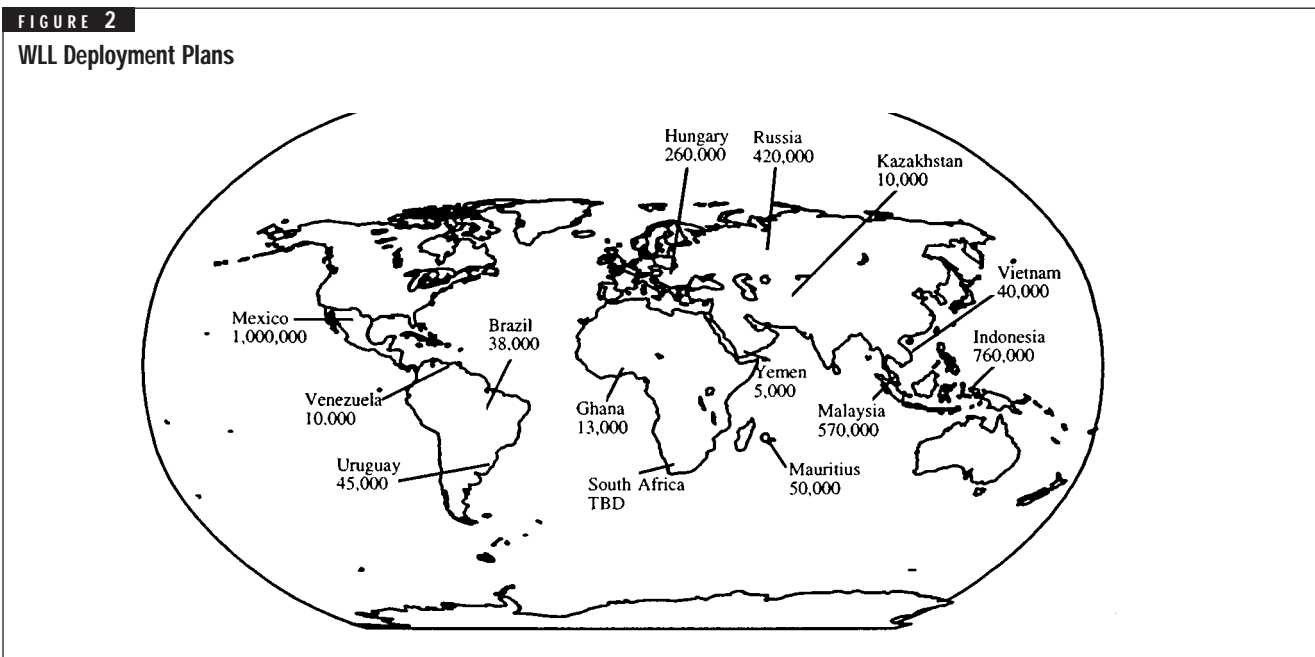 FIGURE 2
WLL Deployment Plans
Hungary
260,000
Russia
420,000
Kazakhstan
10,000
Vietnam
40,000
Mexico
1,000,000
Brazil
38,000
Indonesia
760,000
Yemen
5,000
Venezuela
10.000
Ghana
13,000
Malaysia
570,000
Uruguay
45,000
South Africa
TBD
Mauritius
50,000